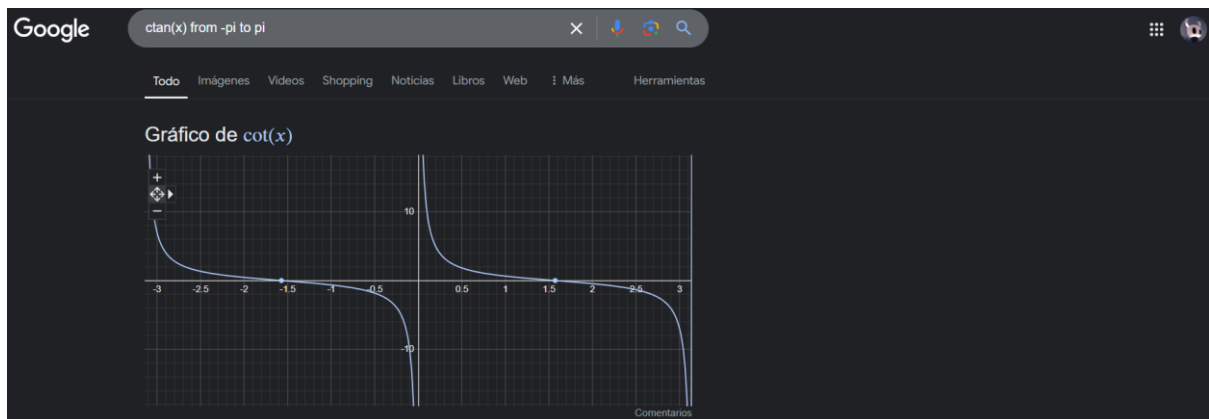 Google
ctan(x) from -pi to pi
Todo Imágenes Videos Shopping Noticias Libros Web ⋮ Más Herramientas
Gráfico de cot(x)
+
−
10
-3 -2.5 -2 -1.5 -1 -0.5 0.5 1 1.5 2 2.5 3
-10
Comentarios